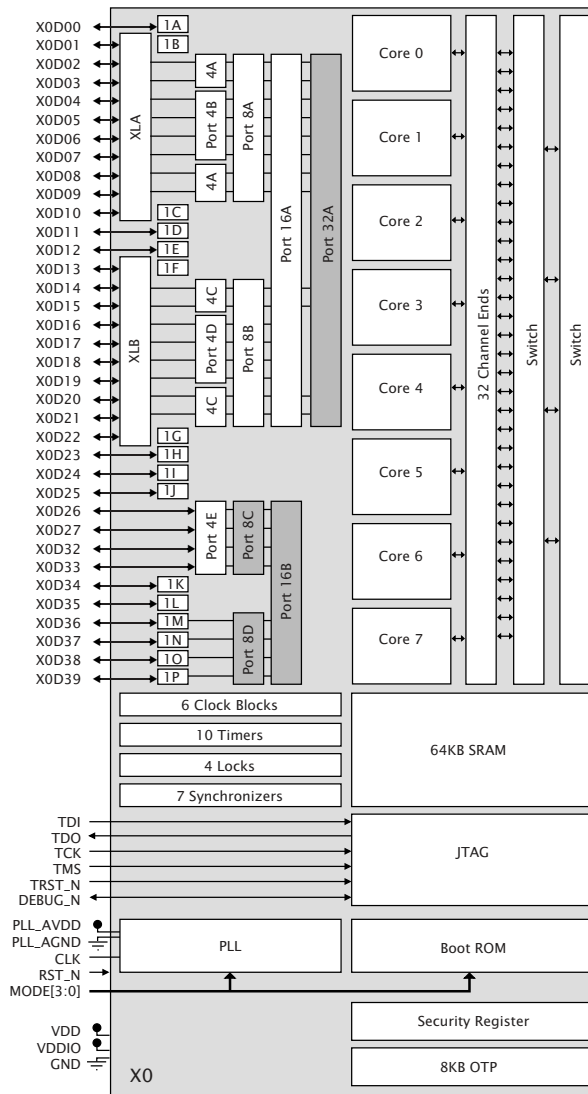 X0D00
X0D01
X0D02
X0D03
X0D04
X0D05
X0D06
X0D07
X0D08
X0D09
X0D10
X0D11
X0D12
X0D13
X0D14
X0D15
X0D16
X0D17
X0D18
X0D19
X0D20
X0D21
X0D22
X0D23
X0D24
X0D25
X0D26
X0D27
X0D32
X0D33
X0D34
X0D35
X0D36
X0D37
X0D38
X0D39
1A
1B
XLA
1C
1D
1E
1F
XLB
1G
1H
1I
1J
1K
1L
1M
1N
1O
1P
4A
Port 4B
4A
4C
Port 4D
4C
Port 4E
Port 8A
Port 8B
Port 8C
Port 8D
Port 16A
Port 16B
Port 32A
Core 0
Core 1
Core 2
Core 3
Core 4
Core 5
Core 6
Core 7
32 Channel Ends
Switch
Switch
6 Clock Blocks
10 Timers
4 Locks
7 Synchronizers
64KB SRAM
TDI
TDO
TCK
TMS
TRST_N
DEBUG_N
JTAG
PLL_AVDD
PLL_AGND
CLK
RST_N
MODE[3:0]
PLL
Boot ROM
VDD
VDDIO
GND
Security Register
8KB OTP
X0